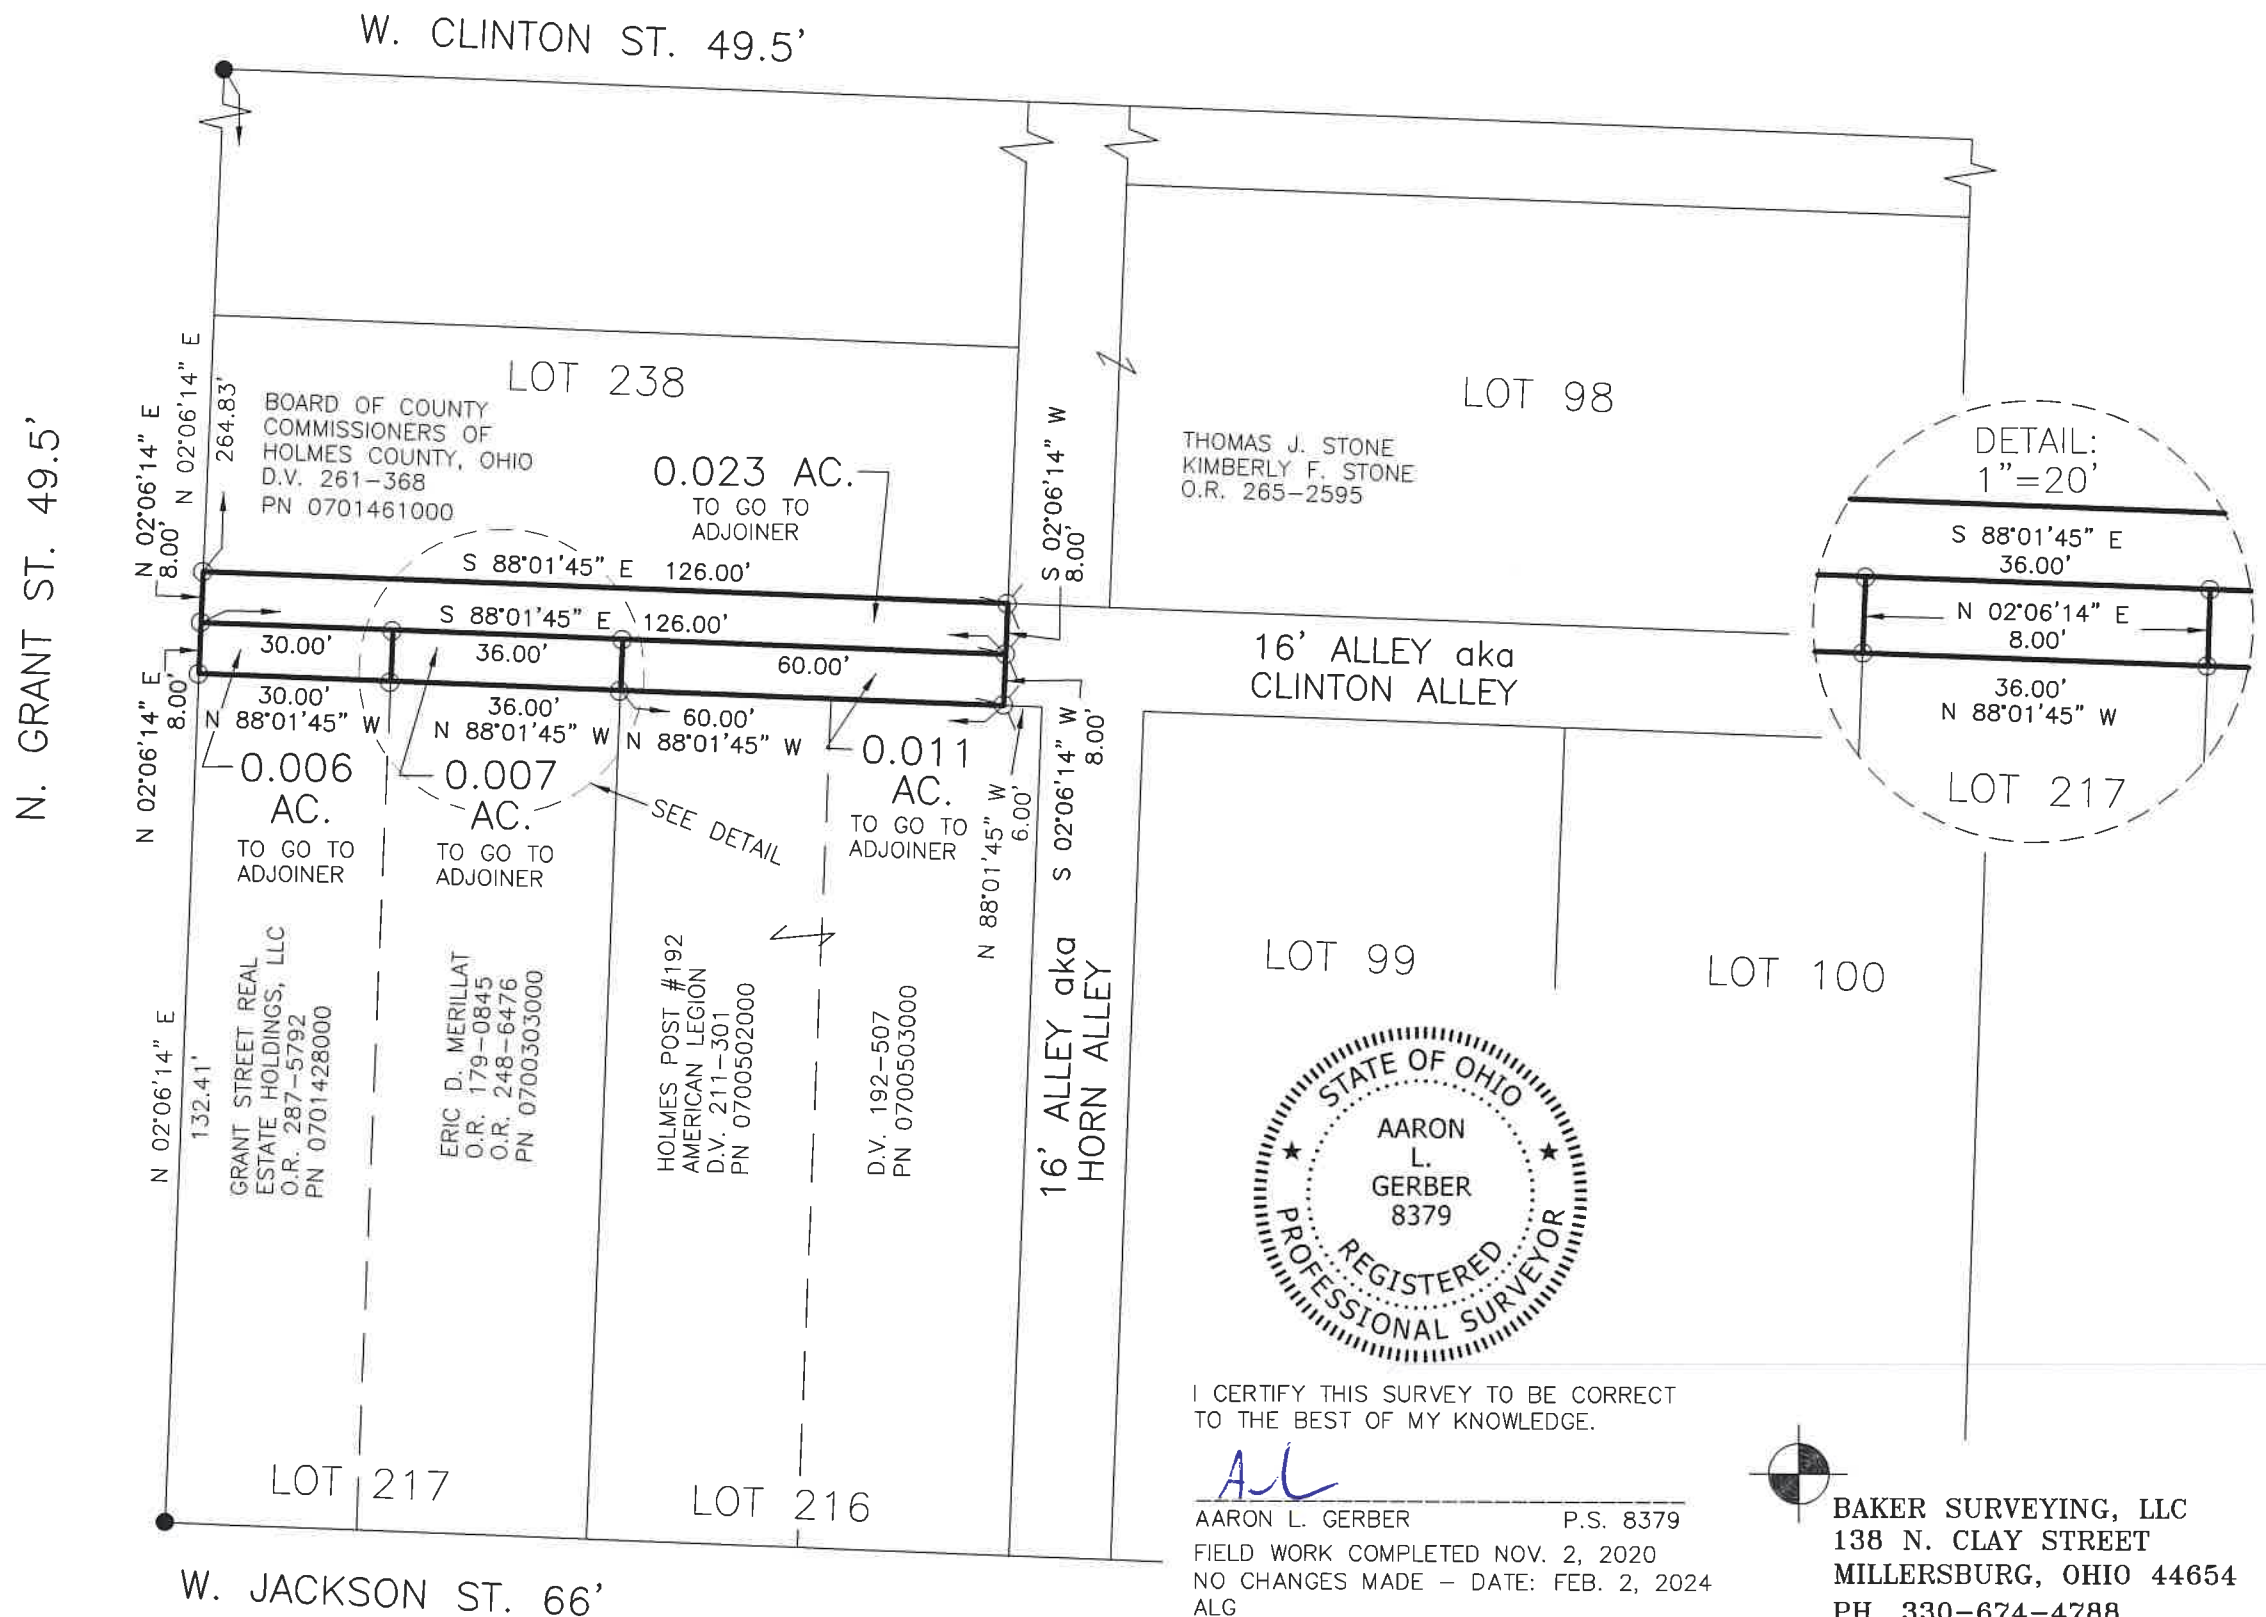 W. CLINTON ST. 49.5'
N. GRANT ST. 49.5'
N 02°06'14" E
8.00'
N 02°06'14" E
264.83'
LOT 238
BOARD OF COUNTY
COMMISSIONERS OF
HOLMES COUNTY, OHIO
D.V. 261-368
PN 0701461000
0.023 AC.
TO GO TO
ADJOINER
S 02°06'14" W
8.00'
LOT 98
THOMAS J. STONE
KIMBERLY F. STONE
O.R. 265-2595
DETAIL:
1"=20'
S 88°01'45" E
36.00'
N 02°06'14" E
8.00'
36.00'
N 88°01'45" W
LOT 217
S 88°01'45" E 126.00'
S 88°01'45" E 126.00'
30.00'
36.00'
60.00'
30.00'
N 88°01'45" W
36.00'
N 88°01'45" W
60.00'
N 88°01'45" W
N 02°06'14" E
8.00'
16' ALLEY aka
CLINTON ALLEY
0.006
AC.
TO GO TO
ADJOINER
0.007
AC.
TO GO TO
ADJOINER
SEE DETAIL
0.011
AC.
TO GO TO
ADJOINER
N 88°01'45" W
6.00'
S 02°06'14" W
8.00'
16' ALLEY aka
HORN ALLEY
N 02°06'14" E
132.41'
GRANT STREET REAL
ESTATE HOLDINGS, LLC
O.R. 287-5792
PN 0701428000
ERIC D. MERILLAT
O.R. 179-0845
O.R. 248-6476
PN 0700303000
HOLMES POST #192
AMERICAN LEGION
D.V. 211-301
PN 0700502000
D.V. 192-507
PN 0700503000
LOT 99
LOT 100
STATE OF OHIO
AARON
L.
GERBER
8379
REGISTERED
PROFESSIONAL SURVEYOR
LOT 217
LOT 216
W. JACKSON ST. 66'
I CERTIFY THIS SURVEY TO BE CORRECT
TO THE BEST OF MY KNOWLEDGE.
AARON L. GERBER P.S. 8379
FIELD WORK COMPLETED NOV. 2, 2020
NO CHANGES MADE - DATE: FEB. 2, 2024
ALG
BAKER SURVEYING, LLC
138 N. CLAY STREET
MILLERSBURG, OHIO 44654
PH. 330-674-4788